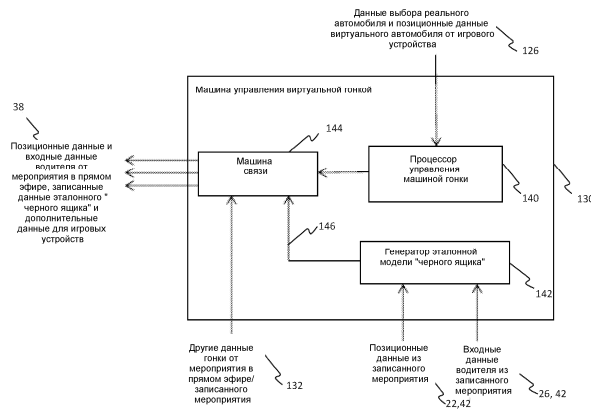 Данные выбора реального
автомобиля и позиционные данные
виртуального автомобиля от игрового
устройства
126
Машина управления виртуальной гонкой
38
Позиционные данные и
входные данные
водителя от
мероприятия в прямом
эфире, записанные
данные эталонного "
черного ящика" и
дополнительные
данные для игровых
устройств
144
Машина
связи
Процессор
управления
машиной гонки
140
130
146
Генератор эталонной
модели "черного ящика"
142
Другие данные
гонки от
мероприятия в
прямом эфире/
записанного
мероприятия
132
Позиционные
данные из
записанного
мероприятия
22,42
Входные
данные
водителя из
записанного
мероприятия
26, 42